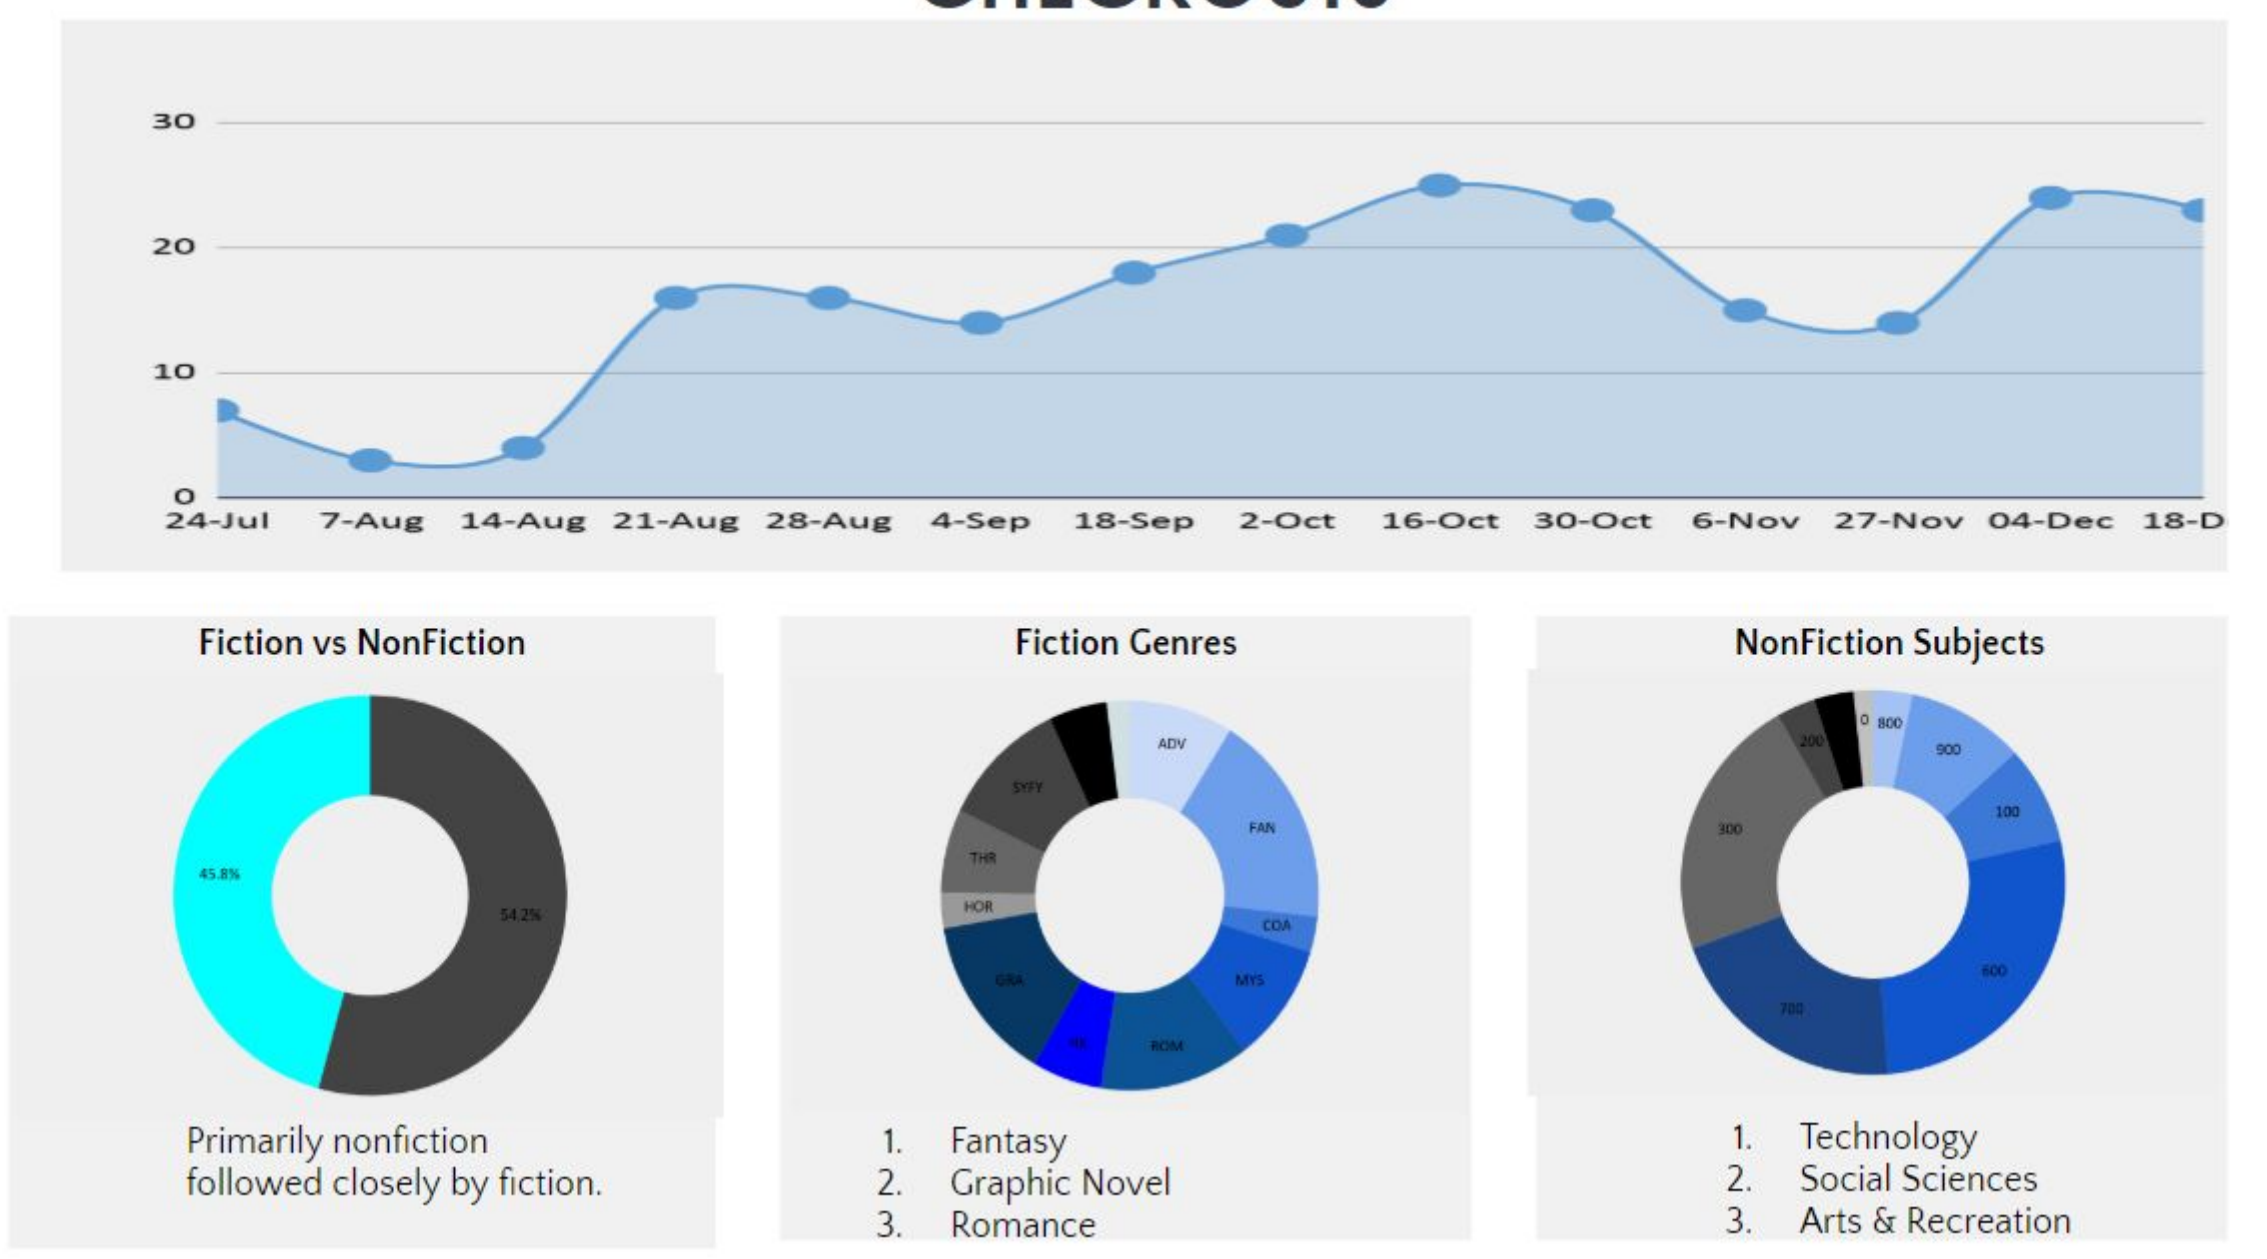 CHECKOUTS
30
20
10
0
24-Jul 7-Aug 14-Aug 21-Aug 28-Aug 4-Sep 18-Sep 2-Oct 16-Oct 30-Oct 6-Nov 27-Nov 04-Dec 18-D
Fiction vs NonFiction
45.8%
54.2%
Primarily nonfiction
followed closely by fiction.
Fiction Genres
ADV
FAN
COA
MYS
ROM
GRA
HOR
THR
SYFY
1. Fantasy
2. Graphic Novel
3. Romance
NonFiction Subjects
0
800
900
100
600
700
300
200
1. Technology
2. Social Sciences
3. Arts & Recreation